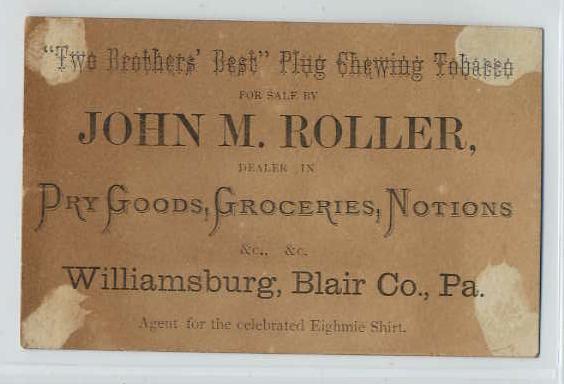 "Two Brothers' Best" Plug Chewing Tobacco
FOR SALE BY
JOHN M. ROLLER,
DEALER IN
DRY GOODS, GROCERIES, NOTIONS
&c., &c.
Williamsburg, Blair Co., Pa.
Agent for the celebrated Eighmie Shirt.